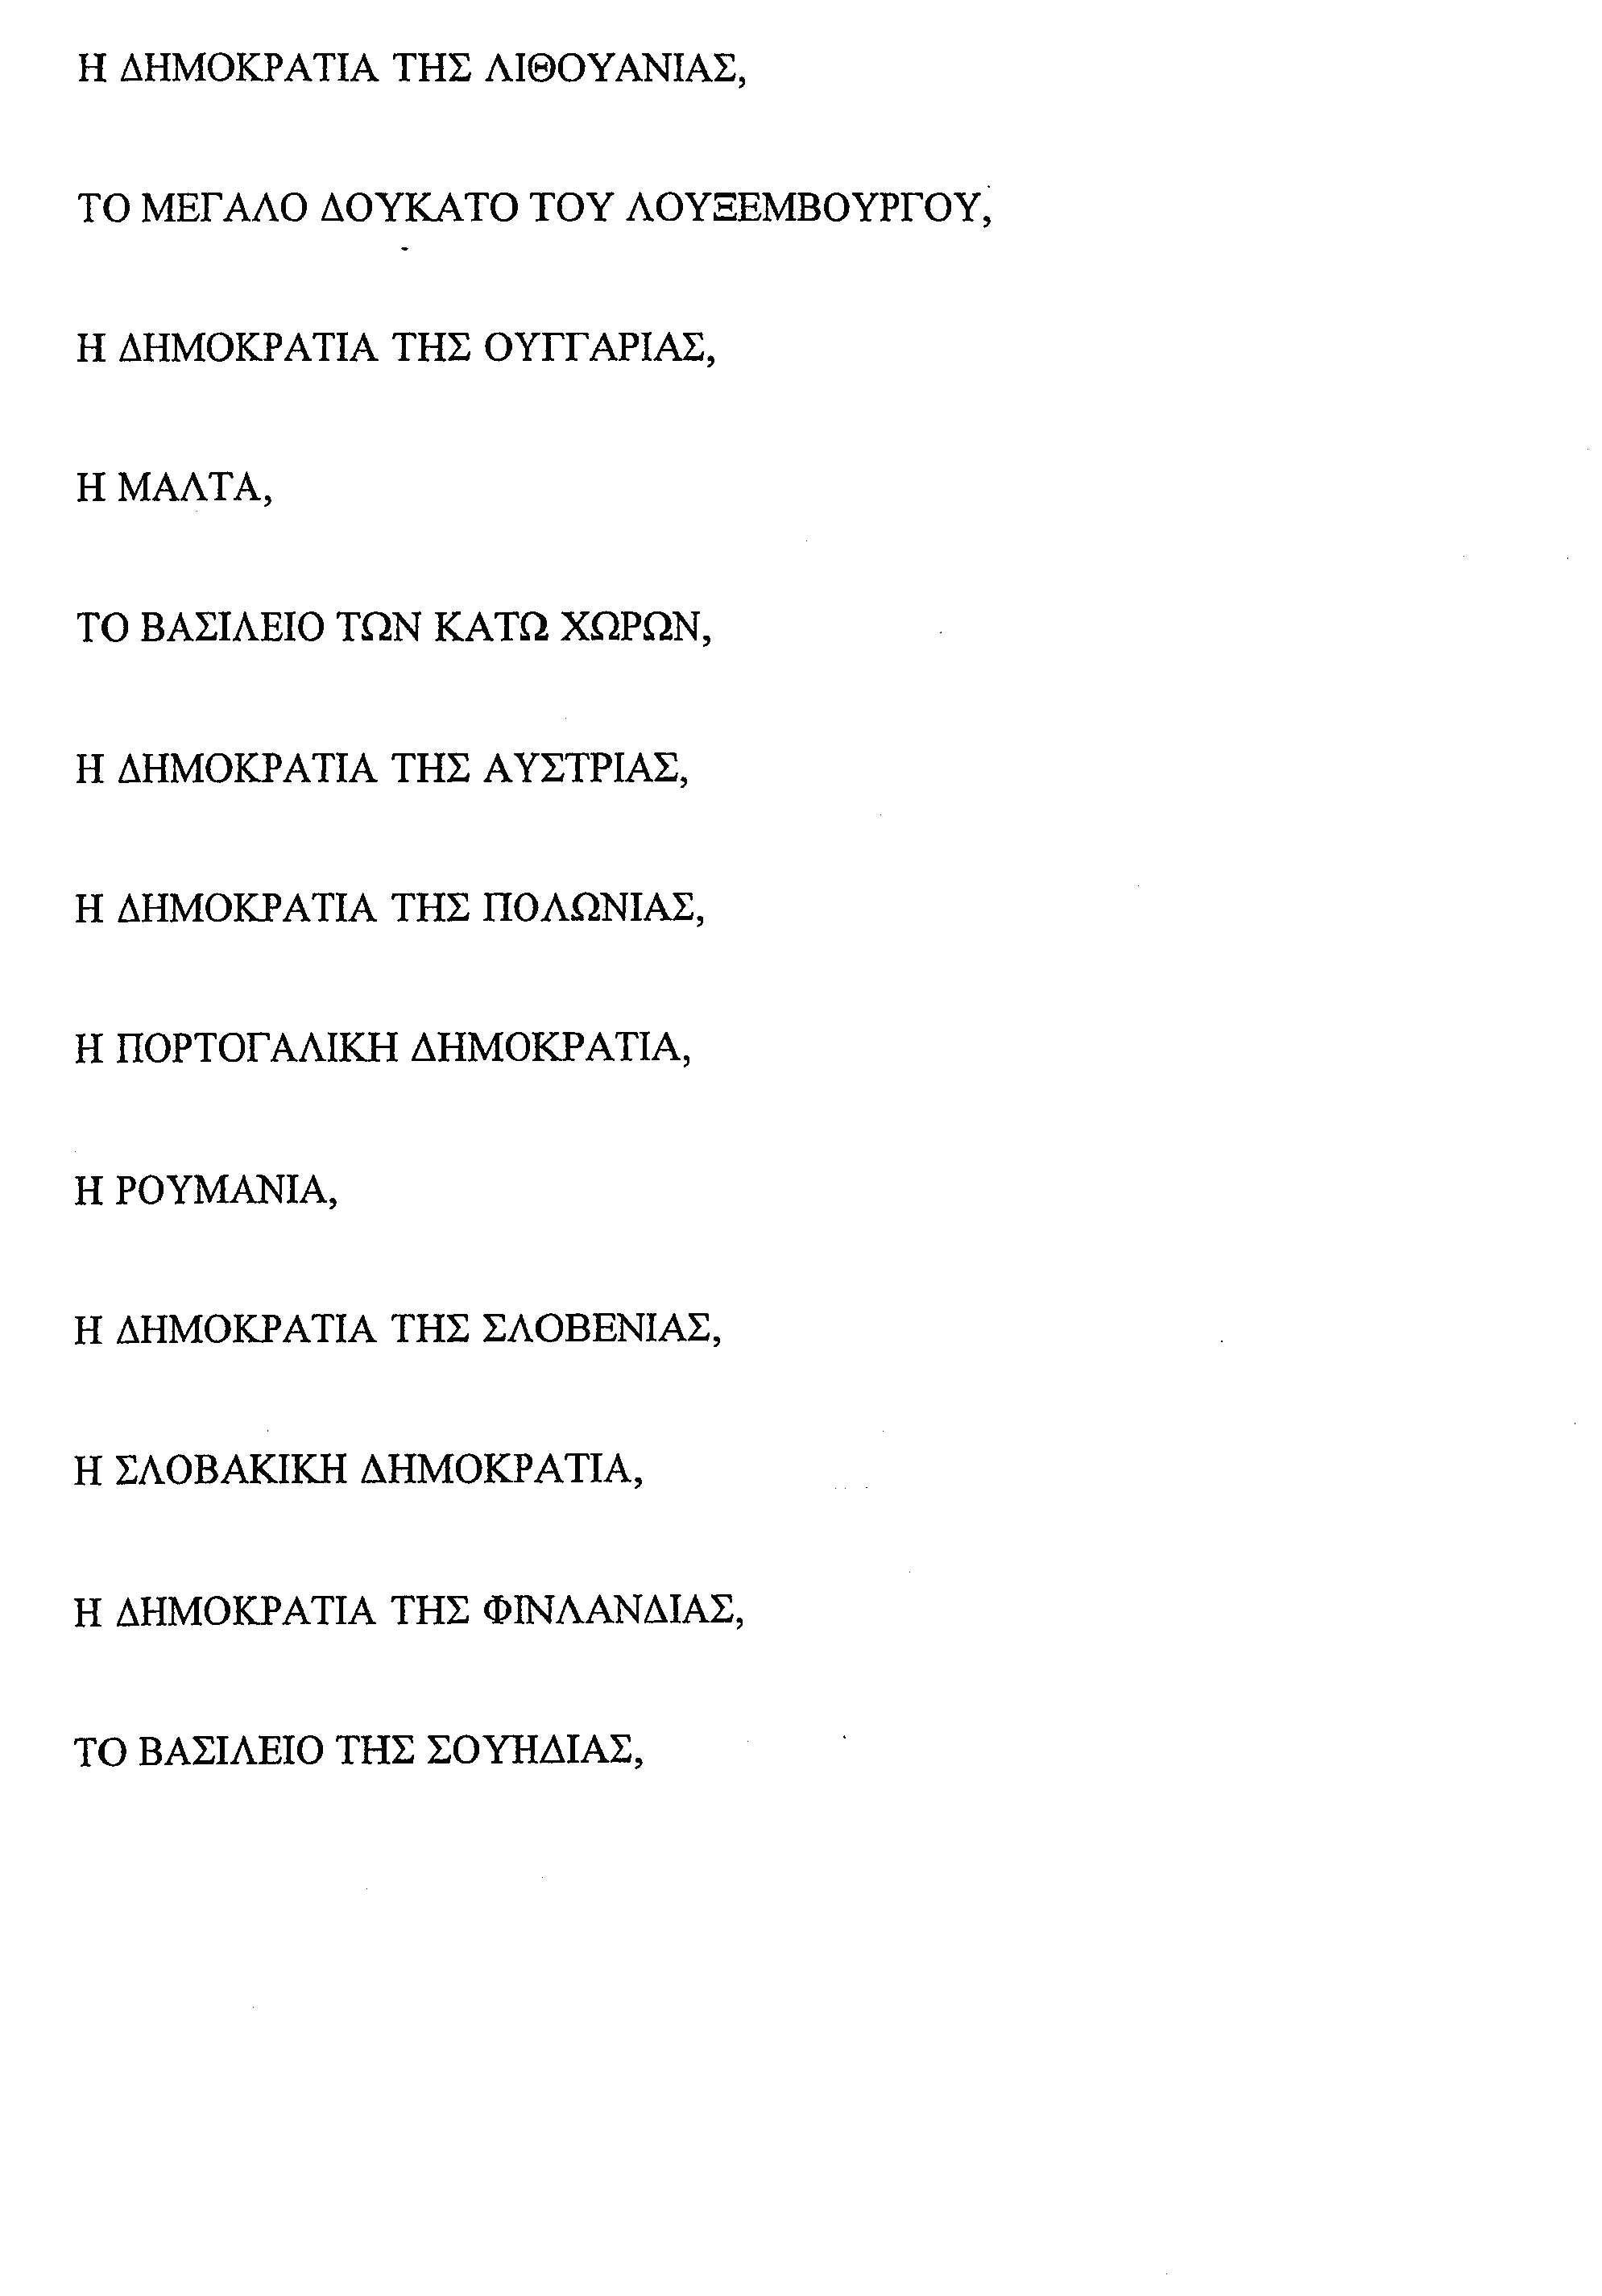 Η ΔΗΜΟΚΡΑΤΙΑ ΤΗΣ ΛΙΘΟΥΑΝΙΑΣ,
ΤΟ ΜΕΓΑΛΟ ΔΟΥΚΑΤΟ ΤΟΥ ΛΟΥΞΕΜΒΟΥΡΓΟΥ,
Η ΔΗΜΟΚΡΑΤΙΑ ΤΗΣ ΟΥΓΓΑΡΙΑΣ,
Η ΜΑΛΤΑ,
ΤΟ ΒΑΣΙΛΕΙΟ ΤΩΝ ΚΑΤΩ ΧΩΡΩΝ,
Η ΔΗΜΟΚΡΑΤΙΑ ΤΗΣ ΑΥΣΤΡΙΑΣ,
Η ΔΗΜΟΚΡΑΤΙΑ ΤΗΣ ΠΟΛΩΝΙΑΣ,
Η ΠΟΡΤΟΓΑΛΙΚΗ ΔΗΜΟΚΡΑΤΙΑ,
Η ΡΟΥΜΑΝΙΑ,
Η ΔΗΜΟΚΡΑΤΙΑ ΤΗΣ ΣΛΟΒΕΝΙΑΣ,
Η ΣΛΟΒΑΚΙΚΗ ΔΗΜΟΚΡΑΤΙΑ,
Η ΔΗΜΟΚΡΑΤΙΑ ΤΗΣ ΦΙΝΛΑΝΔΙΑΣ,
ΤΟ ΒΑΣΙΛΕΙΟ ΤΗΣ ΣΟΥΗΔΙΑΣ,